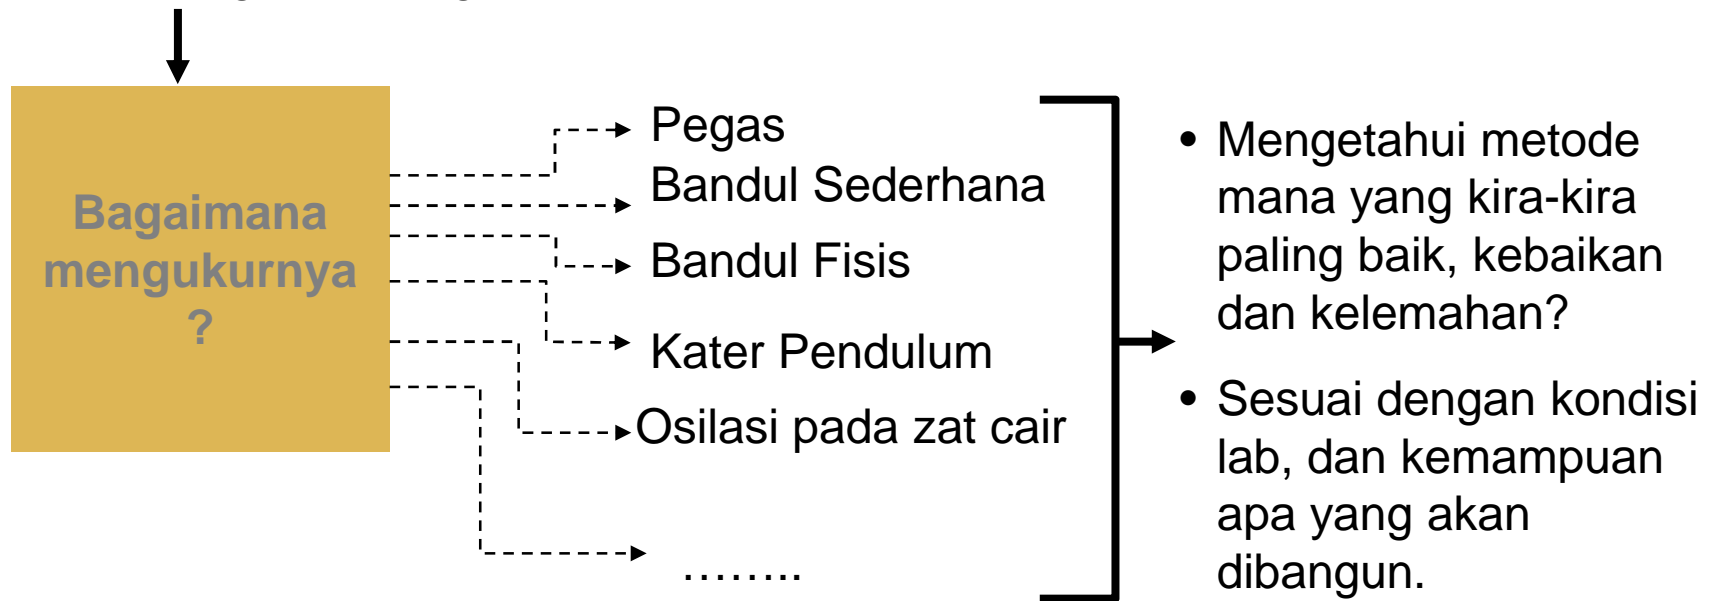 Bagaimana
mengukurnya
?
Pegas
Bandul Sederhana
Bandul Fisis
Kater Pendulum
Osilasi pada zat cair
……..
• Mengetahui metode
mana yang kira-kira
paling baik, kebaikan
dan kelemahan?
• Sesuai dengan kondisi
lab, dan kemampuan
apa yang akan
dibangun.